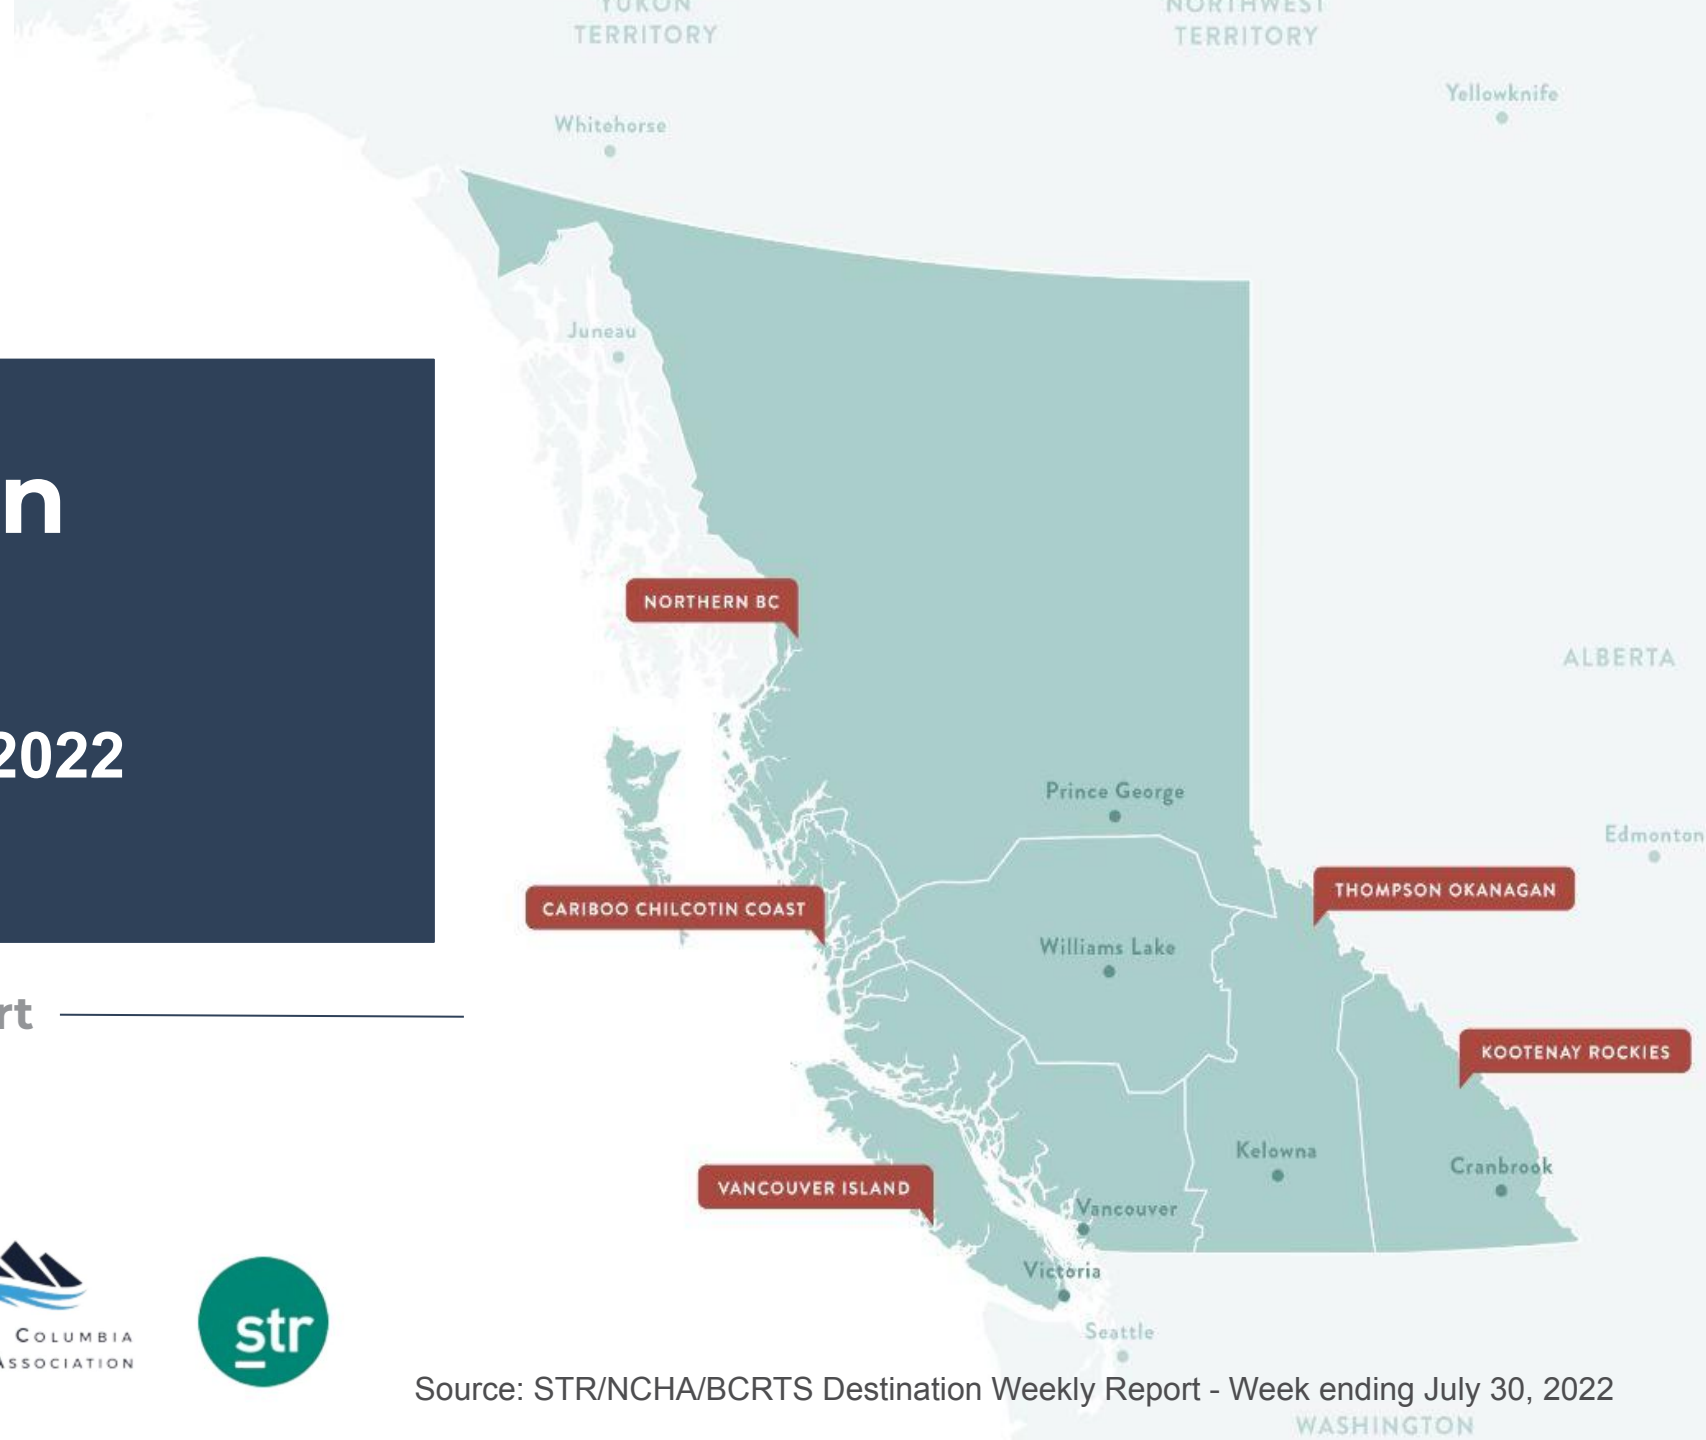 YUKON
TERRITORY
NORTHWEST
TERRITORY
Yellowknife
Whitehorse
Juneau
n
2022
NORTHERN BC
ALBERTA
Prince George
Edmonton
THOMPSON OKANAGAN
CARIBOO CHILCOTIN COAST
Williams Lake
rt
KOOTENAY ROCKIES
Kelowna
Cranbrook
VANCOUVER ISLAND
Vancouver
Victoria
Seattle
COLUMBIA
ASSOCIATION
str
Source: STR/NCHA/BCRTS Destination Weekly Report - Week ending July 30, 2022
WASHINGTON